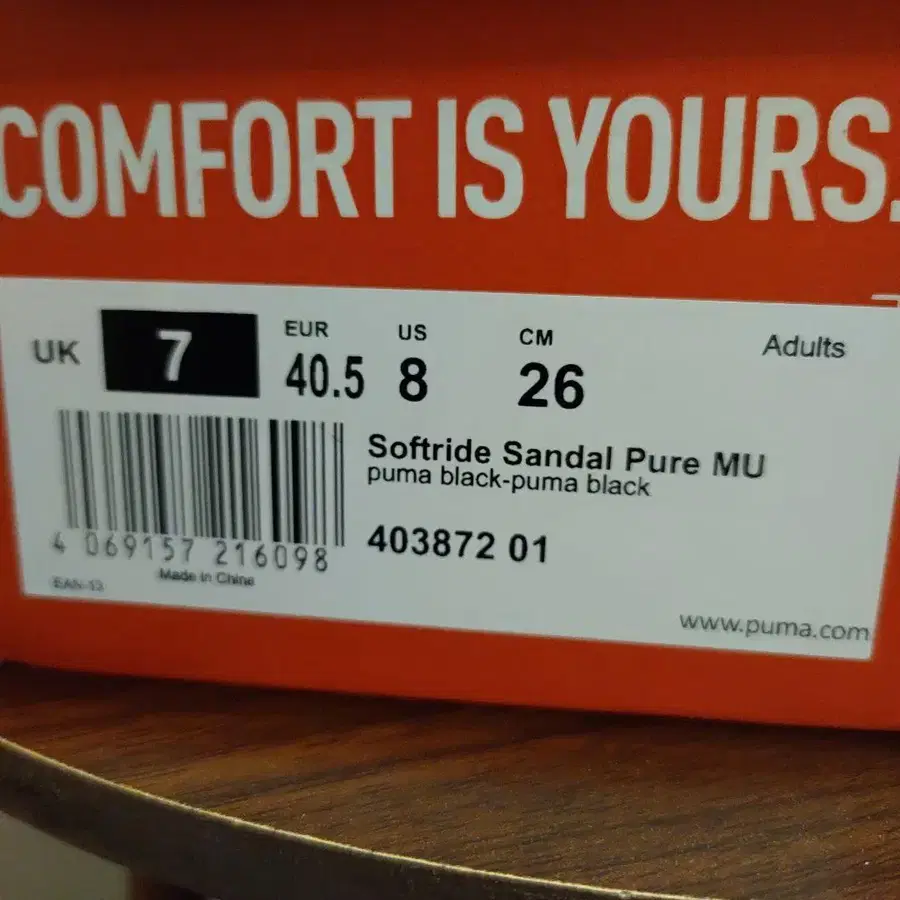 COMFORT IS YOURS.
UK 7 EUR 40.5 US 8 CM 26 Adults
Softride Sandal Pure MU
puma black-puma black
403872 01
4 069157 216098
EAN-13 Made in China
www.puma.com